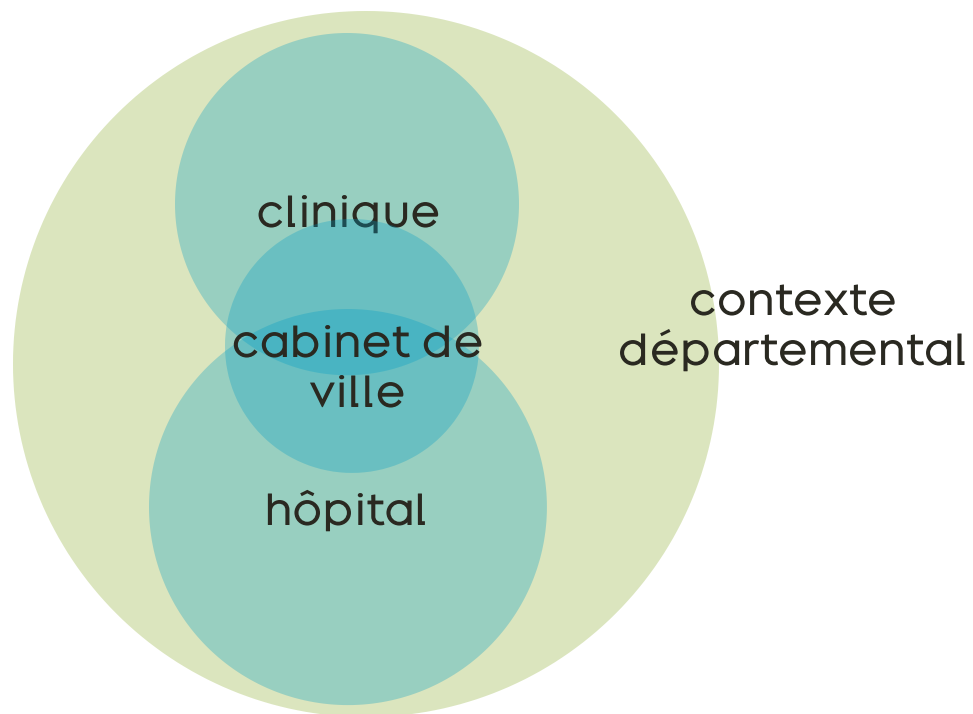 clinique
contexte
départemental
cabinet de
ville
hôpital